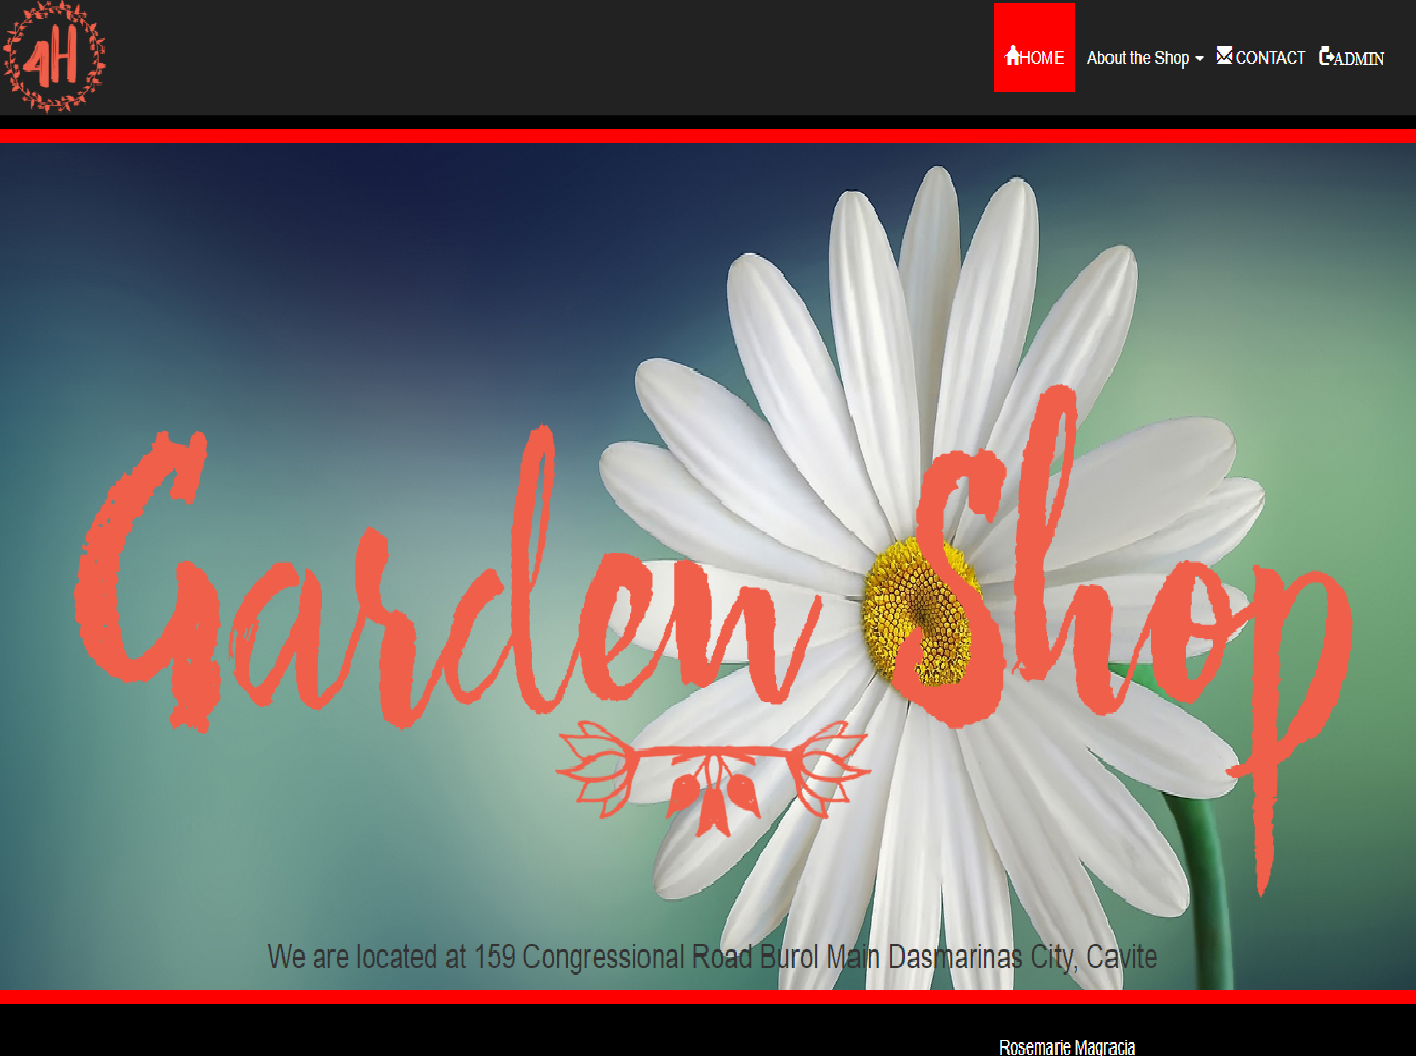 4H
HOME About the Shop CONTACT ADMIN
Garden Shop
We are located at 159 Congressional Road Burol Main Dasmarinas City, Cavite
Rosemarie Magracia